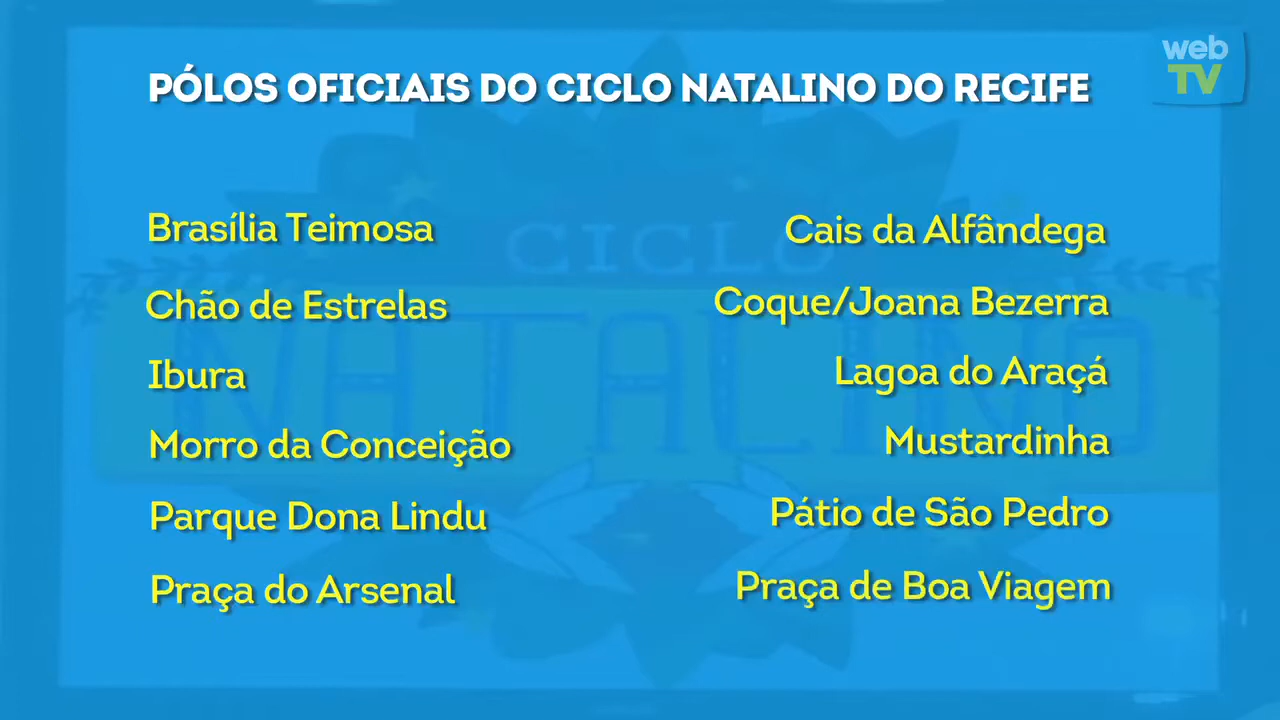 web
TV
PÓLOS OFICIAIS DO CICLO NATALINO DO RECIFE
CICLO
NATALINO
Brasília Teimosa
Cais da Alfândega
Chão de Estrelas
Coque/Joana Bezerra
Ibura
Lagoa do Araçá
Morro da Conceição
Mustardinha
Parque Dona Lindu
Pátio de São Pedro
Praça do Arsenal
Praça de Boa Viagem